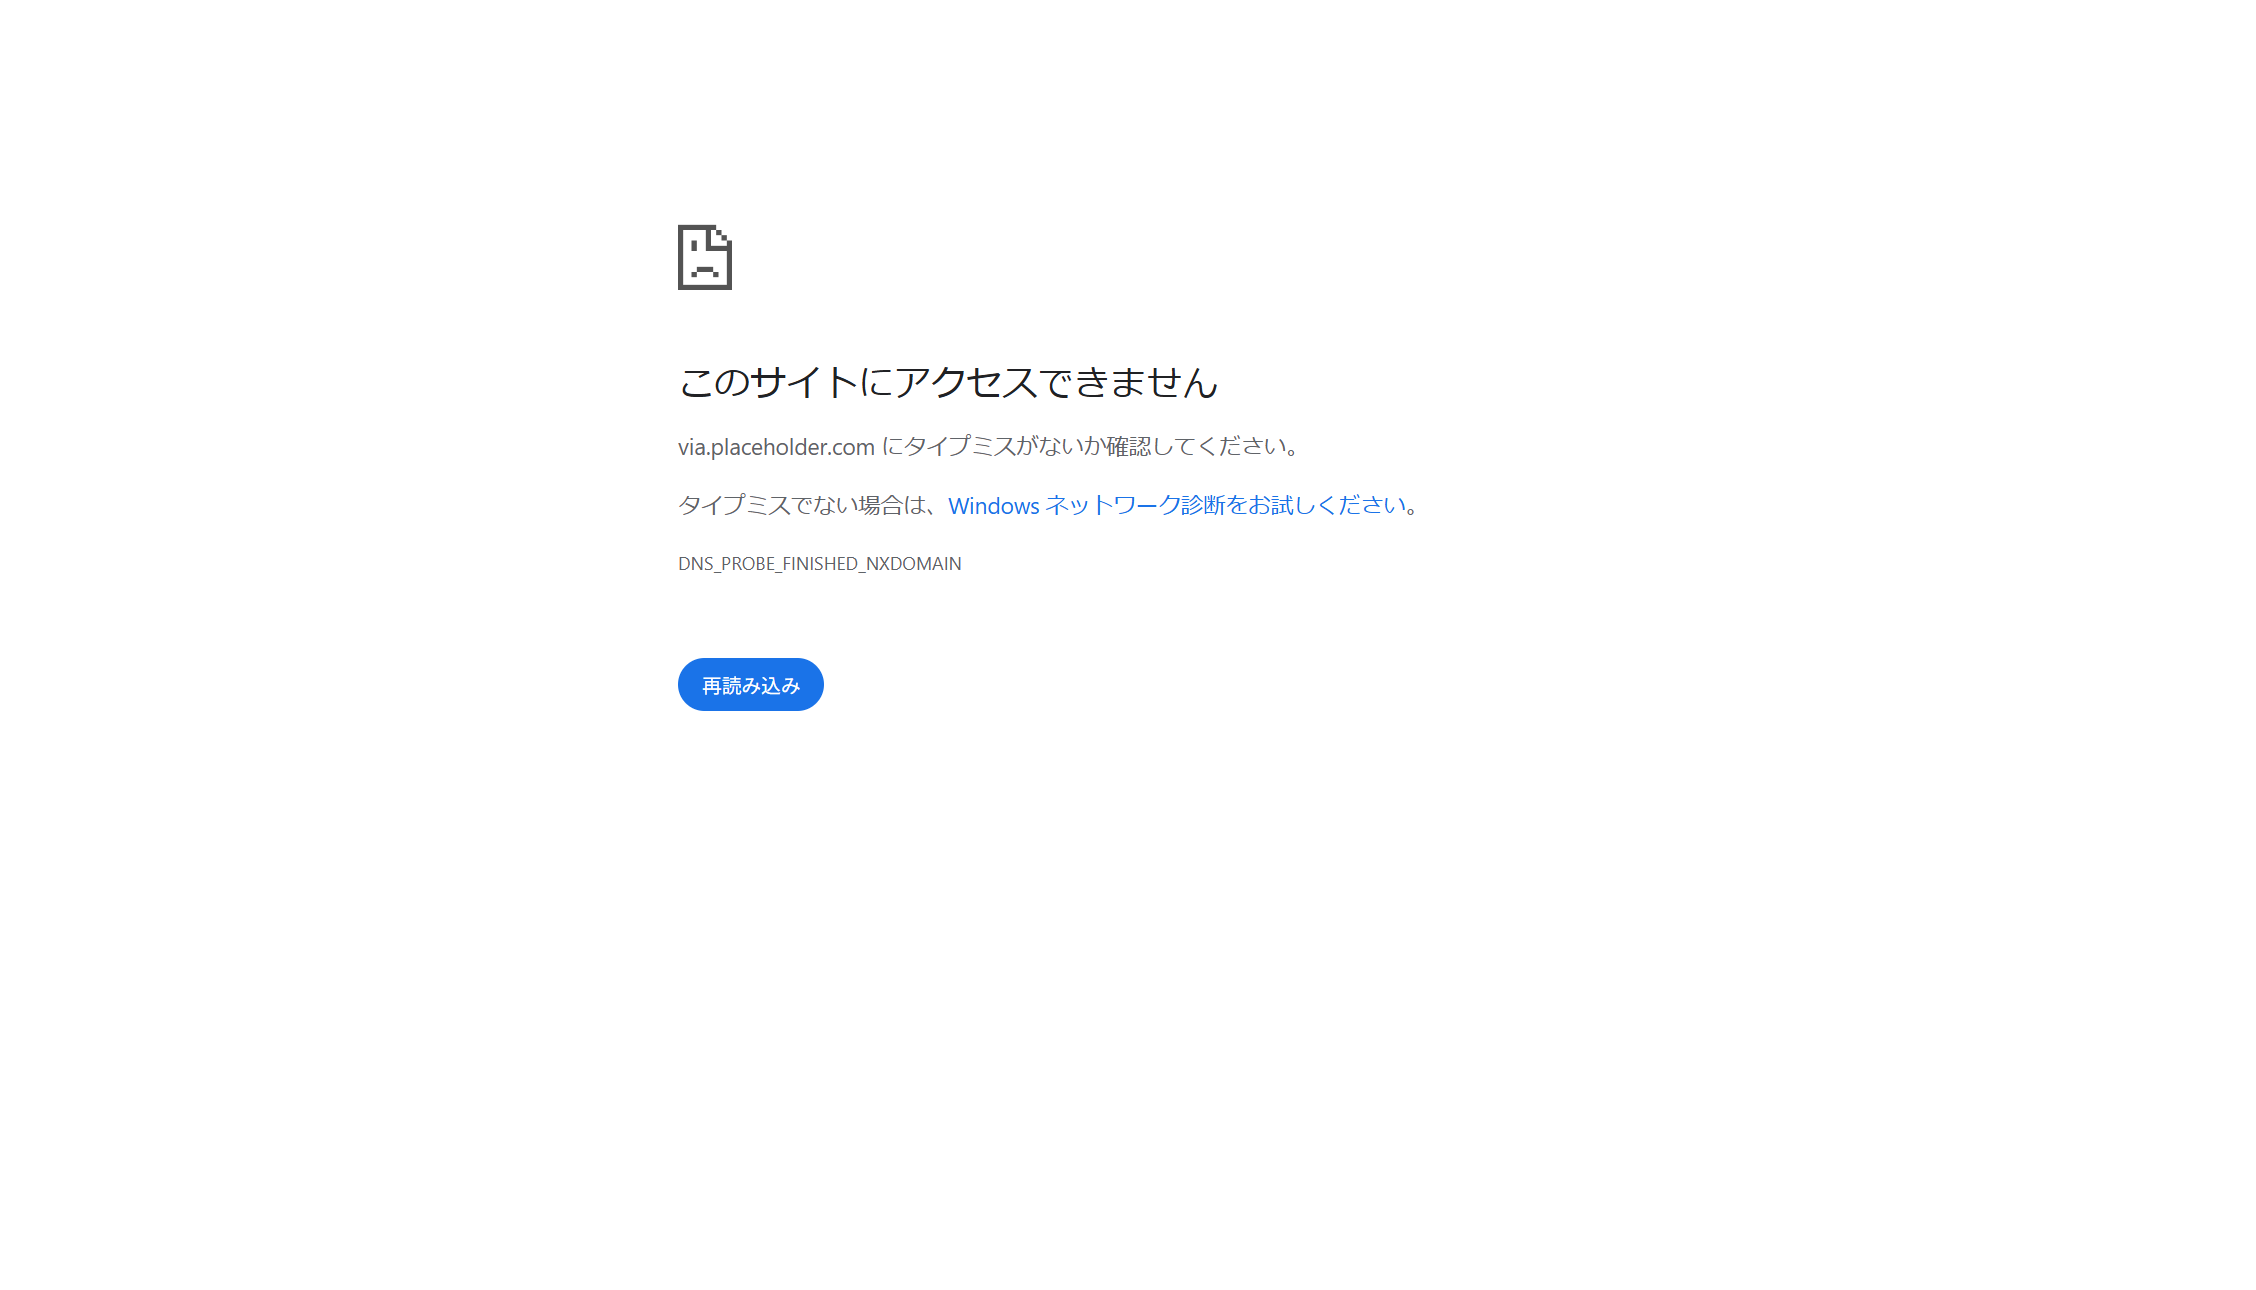 このサイトにアクセスできません
via.placeholder.com にタイプミスがないか確認してください。
タイプミスでない場合は、Windows ネットワーク診断をお試しください。
DNS_PROBE_FINISHED_NXDOMAIN
再読み込み